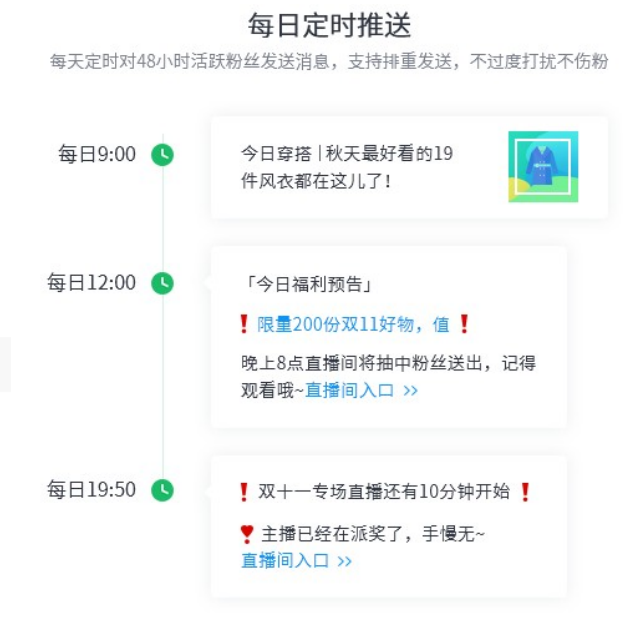 每日定时推送
每天定时对48小时活跃粉丝发送消息，支持排重发送，不过度打扰不伤粉
每日9:00
今日穿搭 | 秋天最好看的19
件风衣都在这儿了！
每日12:00
「今日福利预告」
❗ 限量200份双11好物，值 ❗
晚上8点直播间将抽中粉丝送出，记得
观看哦~直播间入口 >>
每日19:50
❗ 双十一专场直播还有10分钟开始 ❗
❣ 主播已经在派奖了，手慢无~
直播间入口 >>